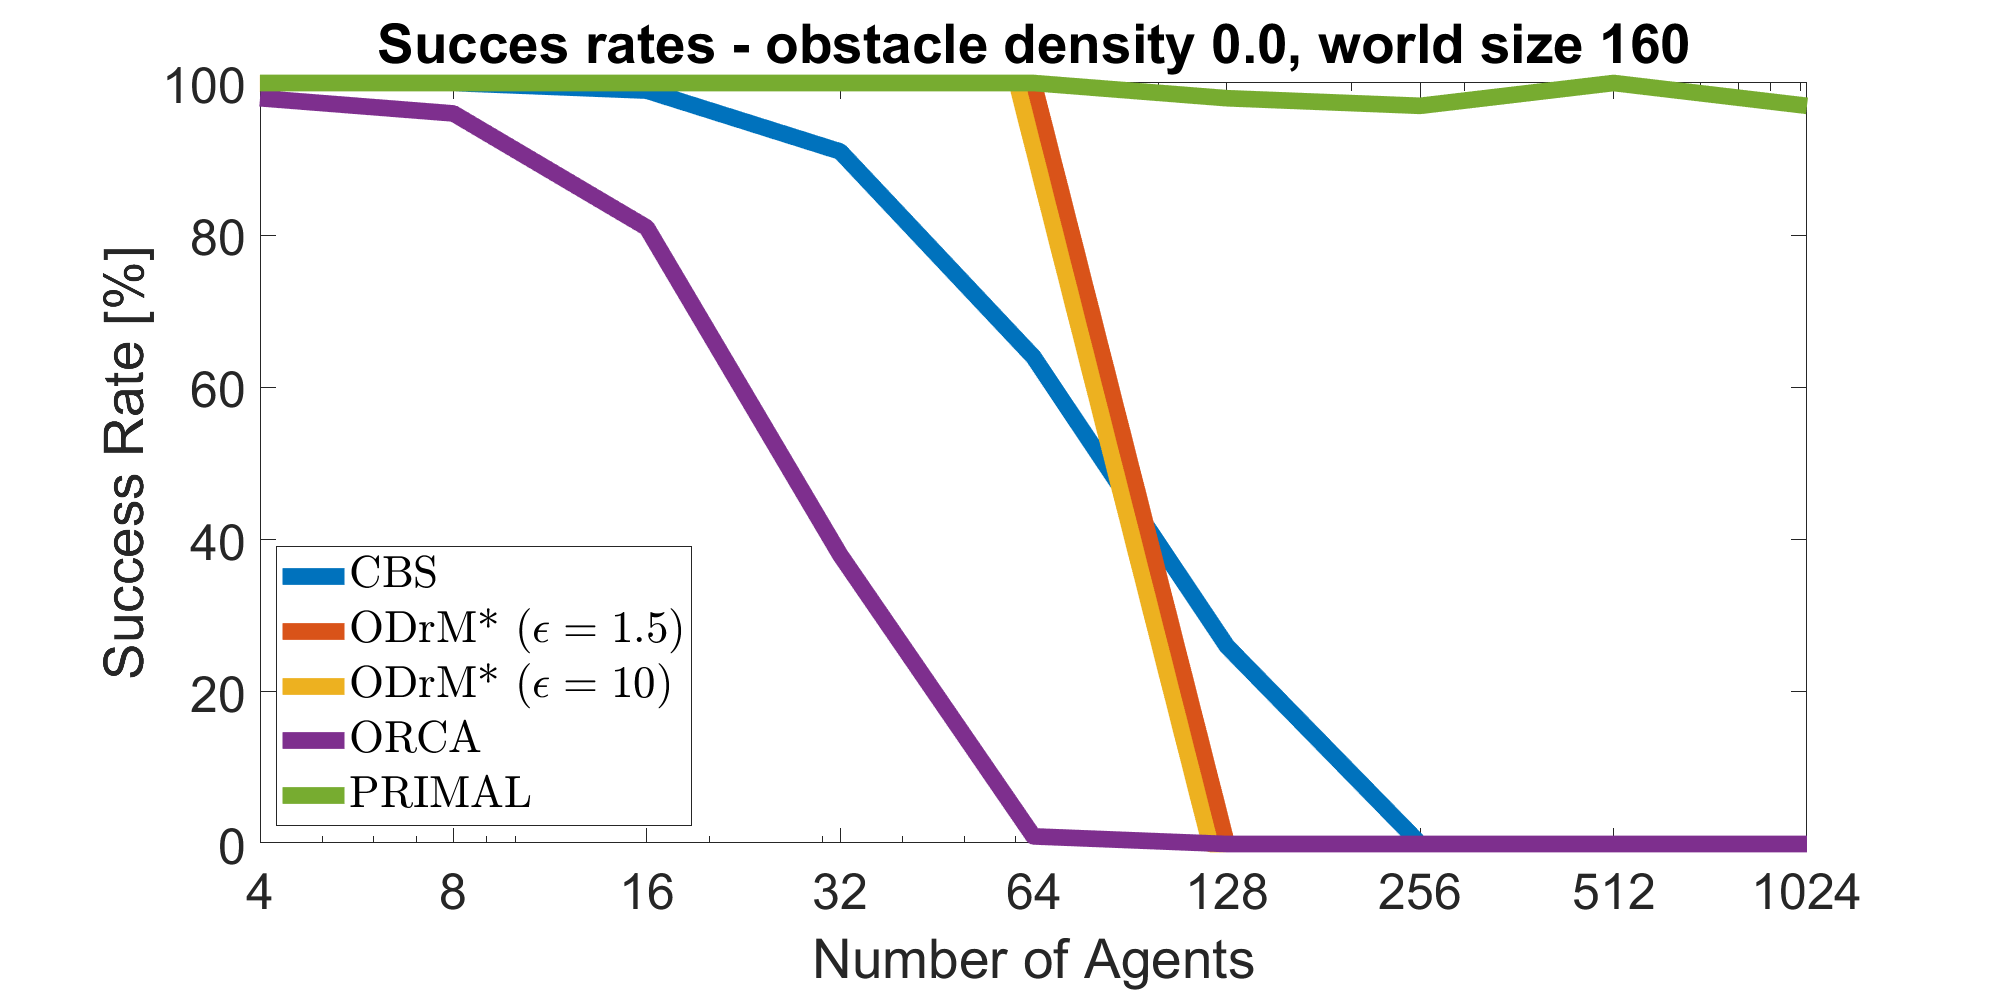 Succes rates - obstacle density 0.0, world size 160
Success Rate [%]
100
80
60
40
20
0
CBS
ODrM* (ϵ = 1.5)
ODrM* (ϵ = 10)
ORCA
PRIMAL
4 8 16 32 64 128 256 512 1024
Number of Agents